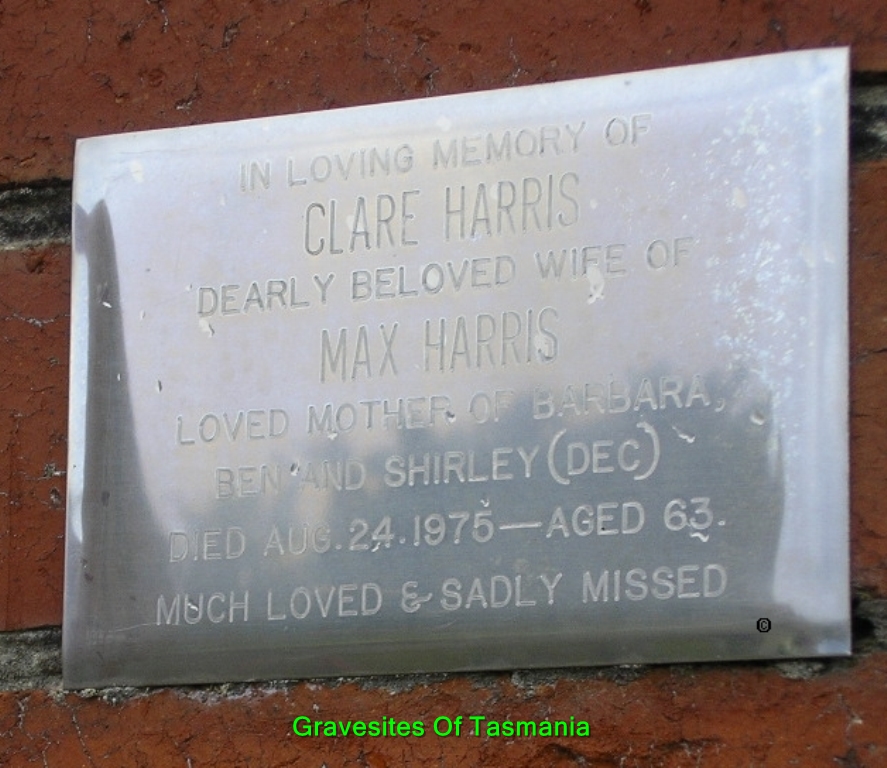 IN LOVING MEMORY OF
CLARE HARRIS
DEARLY BELOVED WIFE OF
MAX HARRIS
LOVED MOTHER OF BARBARA,
BEN AND SHIRLEY (DEC)
DIED AUG. 24. 1975 — AGED 63.
MUCH LOVED & SADLY MISSED
©
Gravesites Of Tasmania